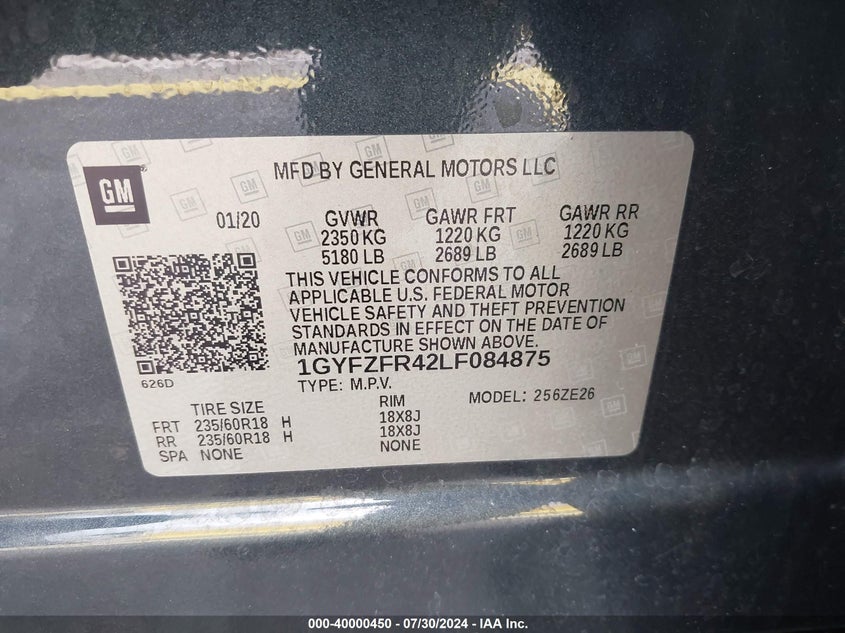 GM
MFD BY GENERAL MOTORS LLC
01/20 GVWR GAWR FRT GAWR RR
2350 KG 1220 KG 1220 KG
5180 LB 2689 LB 2689 LB
THIS VEHICLE CONFORMS TO ALL
APPLICABLE U.S. FEDERAL MOTOR
VEHICLE SAFETY AND THEFT PREVENTION
STANDARDS IN EFFECT ON THE DATE OF
MANUFACTURE SHOWN ABOVE.
1GYFZFR42LF084875
626D
TYPE: M.P.V. MODEL: 256ZE26
TIRE SIZE RIM
FRT 235/60R18 H 18X8J
RR 235/60R18 H 18X8J
SPA NONE NONE
000-40000450 - 07/30/2024 - IAA Inc.